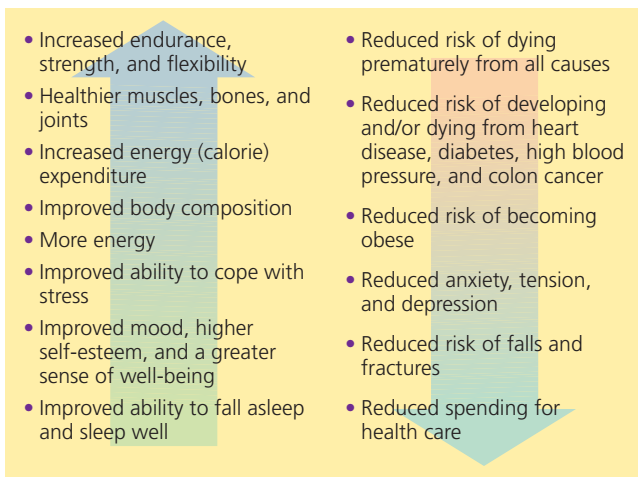 • Increased endurance,
strength, and flexibility
• Healthier muscles, bones, and
joints
• Increased energy (calorie)
expenditure
• Improved body composition
• More energy
• Improved ability to cope with
stress
• Improved mood, higher
self-esteem, and a greater
sense of well-being
• Improved ability to fall asleep
and sleep well
• Reduced risk of dying
prematurely from all causes
• Reduced risk of developing
and/or dying from heart
disease, diabetes, high blood
pressure, and colon cancer
• Reduced risk of becoming
obese
• Reduced anxiety, tension,
and depression
• Reduced risk of falls and
fractures
• Reduced spending for
health care